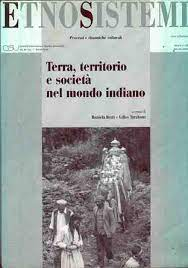 ETNOSISTEMI
Processi e dinamiche culturali
Terra, territorio
e società
nel mondo indiano
a cura di
Daniela Berti e Gilles Tarabout